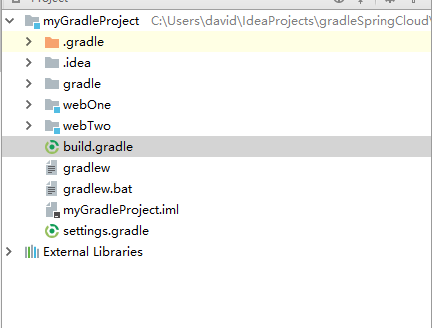 Project
myGradleProject C:\Users\david\IdeaProjects\gradleSpringCloud\
.gradle
.idea
gradle
webOne
webTwo
build.gradle
gradlew
gradlew.bat
myGradleProject.iml
settings.gradle
External Libraries